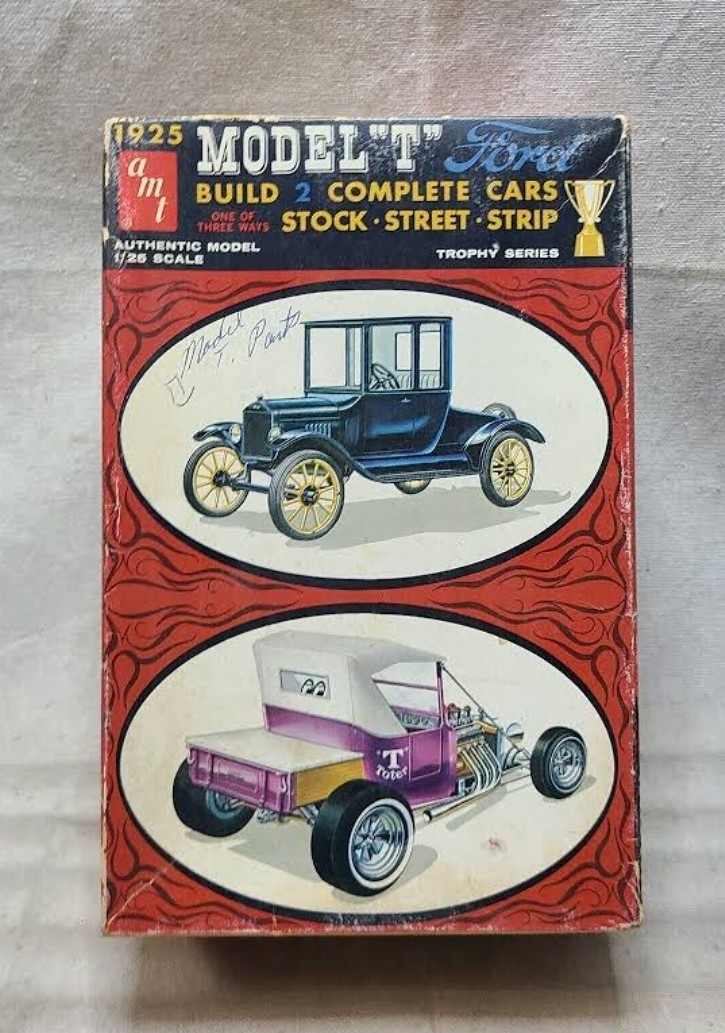 1925 MODEL "T" Ford
amt
BUILD 2 COMPLETE CARS
ONE OF
THREE WAYS
STOCK · STREET · STRIP
AUTHENTIC MODEL
1/25 SCALE
TROPHY SERIES
Model
T. Parts
"T"
Toter